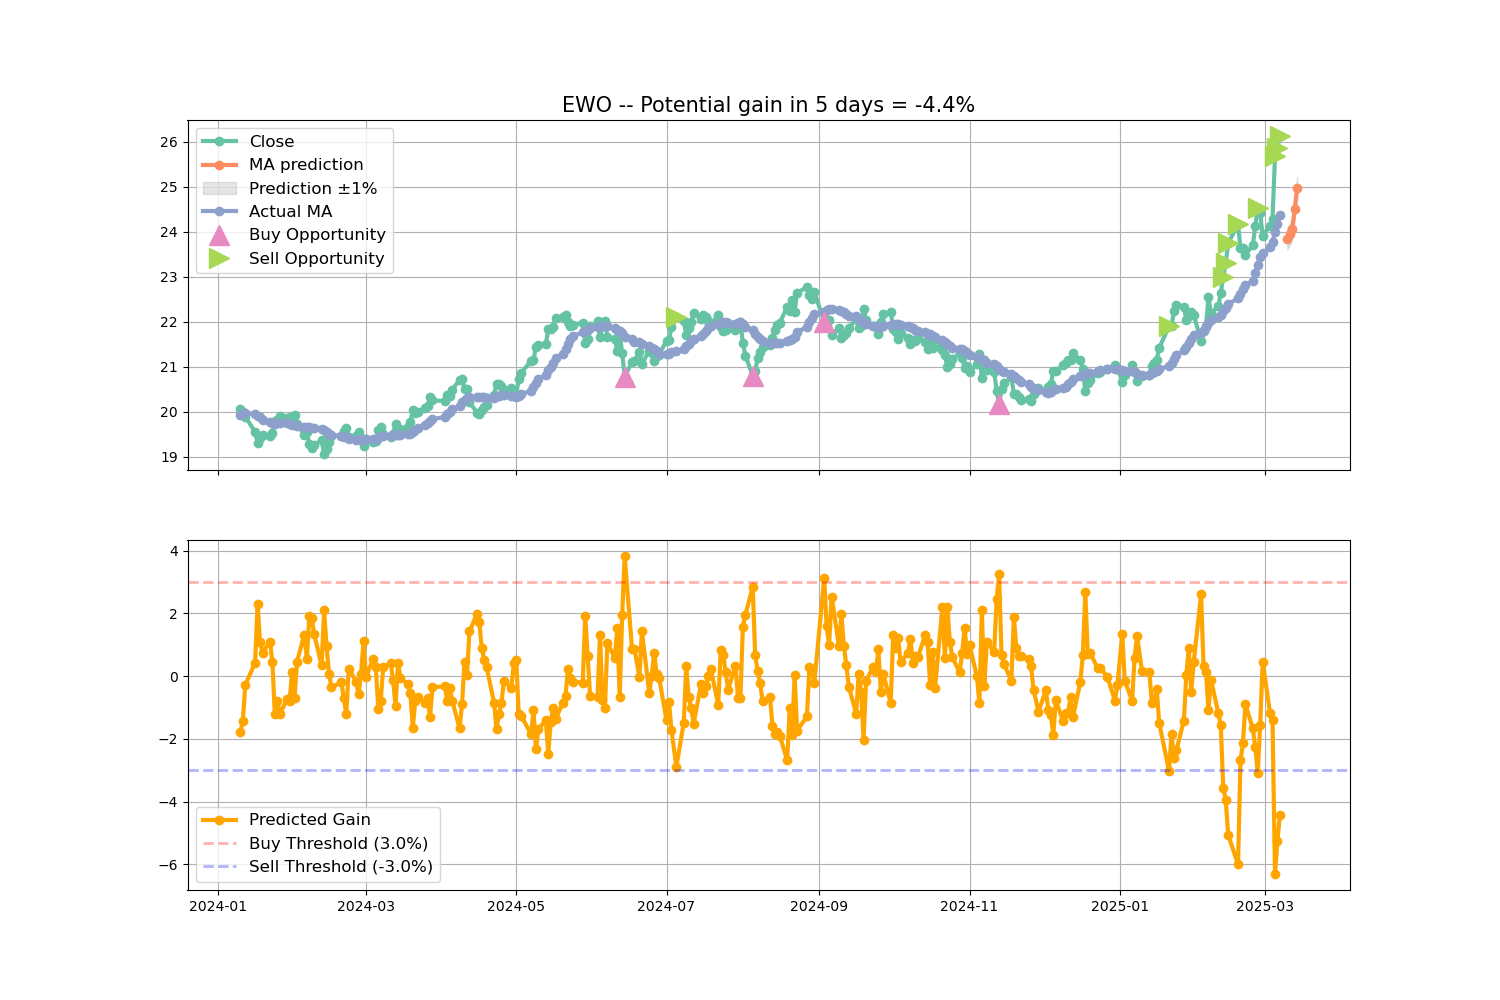 EWO -- Potential gain in 5 days = -4.4%
26
25
24
23
22
21
20
19
Close
MA prediction
Prediction ±1%
Actual MA
Buy Opportunity
Sell Opportunity
4
2
0
−2
−4
−6
Predicted Gain
Buy Threshold (3.0%)
Sell Threshold (-3.0%)
2024-01 2024-03 2024-05 2024-07 2024-09 2024-11 2025-01 2025-03